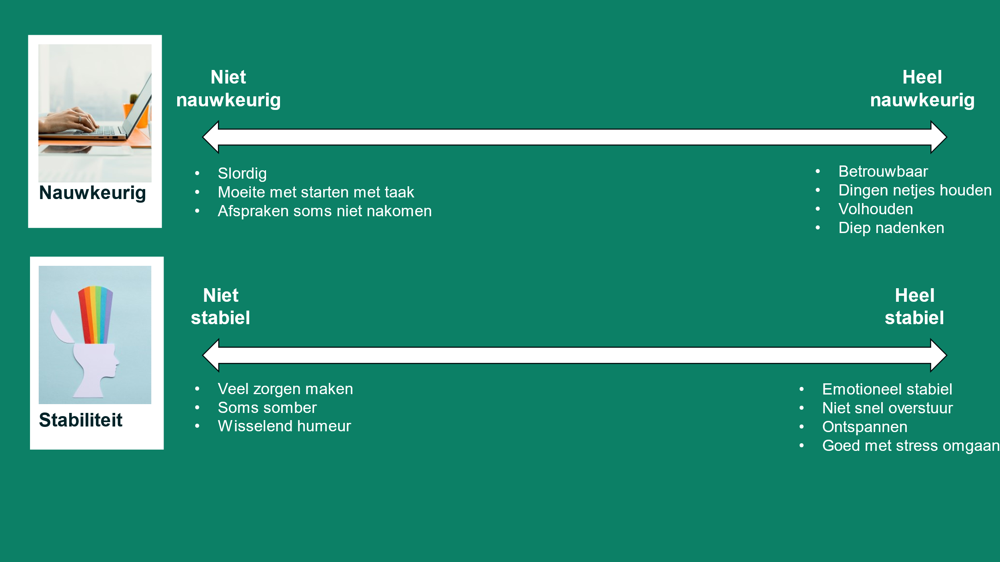 Nauwkeurig
Niet
nauwkeurig
Heel
nauwkeurig
• Slordig
• Moeite met starten met taak
• Afspraken soms niet nakomen
• Betrouwbaar
• Dingen netjes houden
• Volhouden
• Diep nadenken
Stabiliteit
Niet
stabiel
Heel
stabiel
• Veel zorgen maken
• Soms somber
• Wisselend humeur
• Emotioneel stabiel
• Niet snel overstuur
• Ontspannen
• Goed met stress omgaan